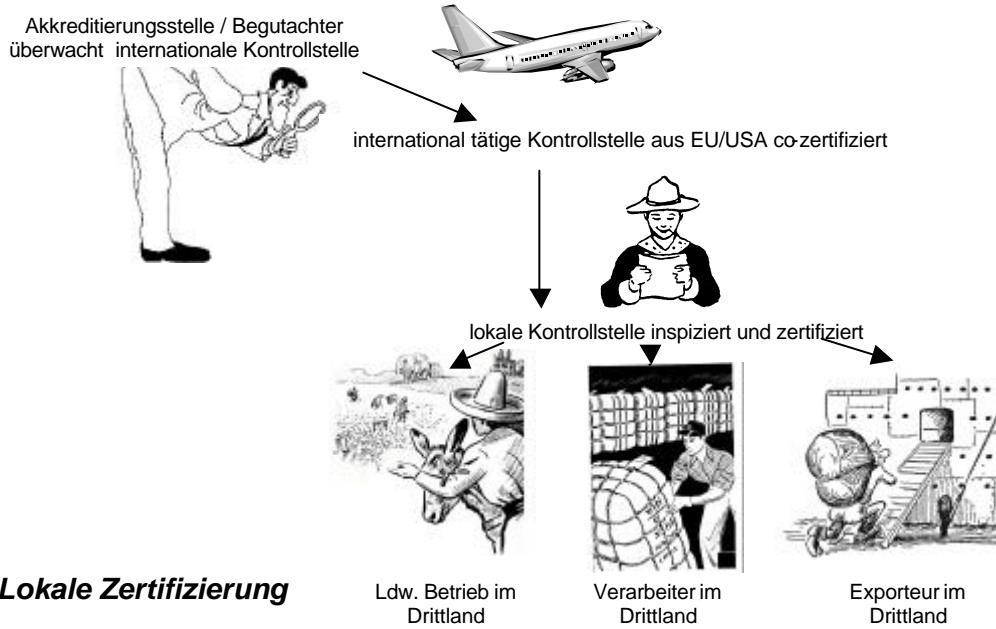 Akkreditierungsstelle / Begutachter
überwacht internationale Kontrollstelle
international tätige Kontrollstelle aus EU/USA co-zertifiziert
lokale Kontrollstelle inspiziert und zertifiziert
Lokale Zertifizierung
Ldw. Betrieb im
Drittland
Verarbeiter im
Drittland
Exporteur im
Drittland